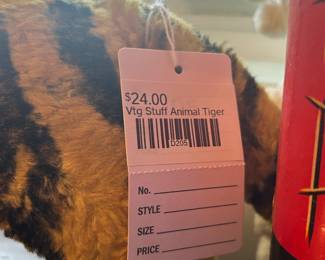 $24.00
Vtg Stuff Animal Tiger
D205
No.
STYLE
SIZE
PRICE